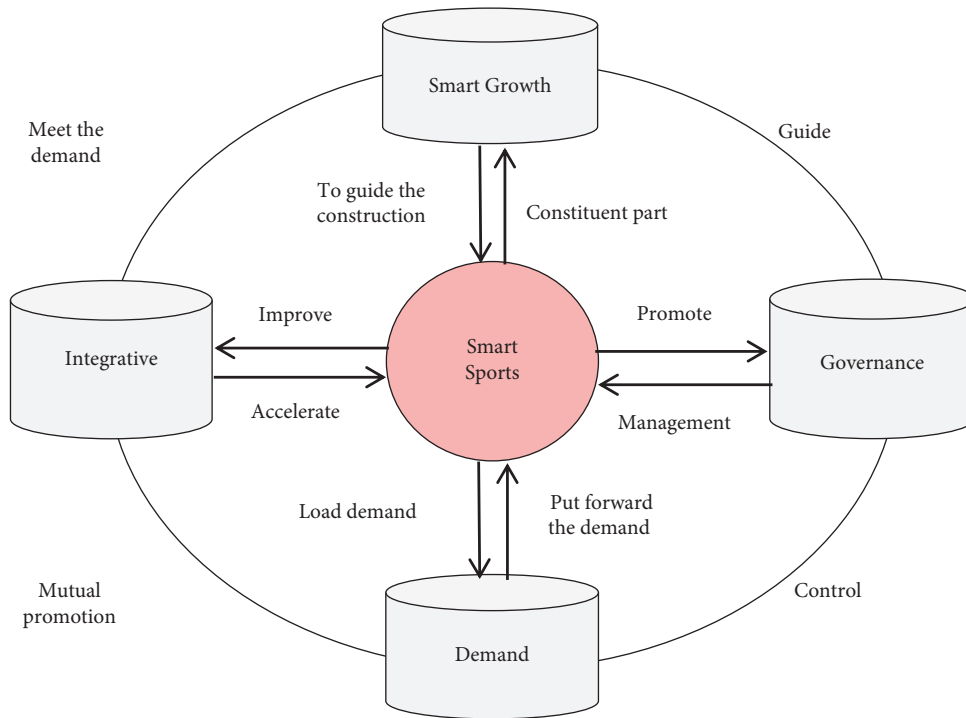 Smart Growth
Meet the
demand
Guide
To guide the
construction
Constituent part
Improve
Promote
Integrative
Smart
Sports
Governance
Accelerate
Management
Load demand
Put forward
the demand
Mutual
promotion
Control
Demand